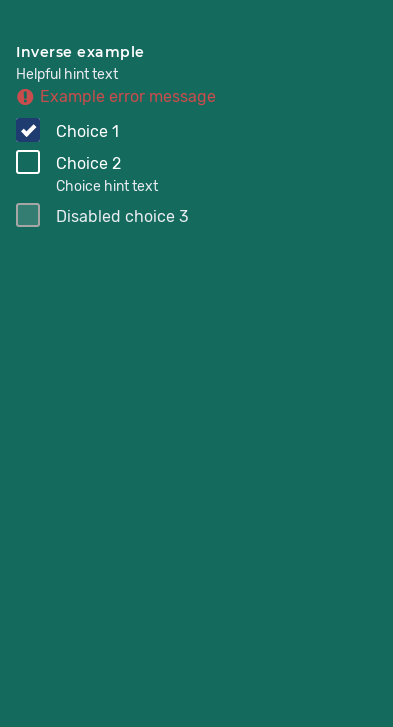 Inverse example
Helpful hint text
Example error message
Choice 1
Choice 2
Choice hint text
Disabled choice 3